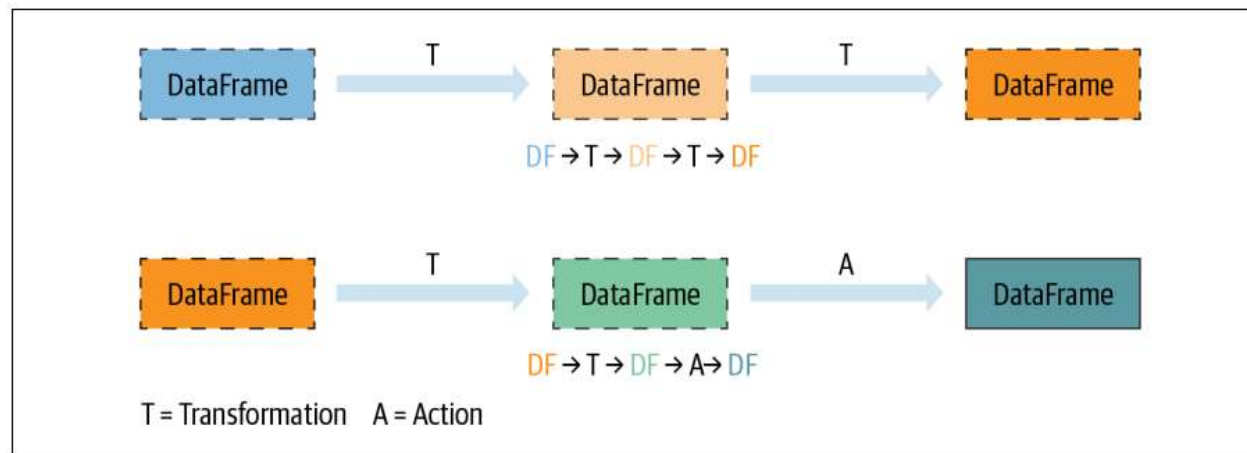 T T
DataFrame DataFrame DataFrame
DF → T → DF → T → DF
T A
DataFrame DataFrame DataFrame
DF → T → DF → A → DF
T = Transformation A = Action